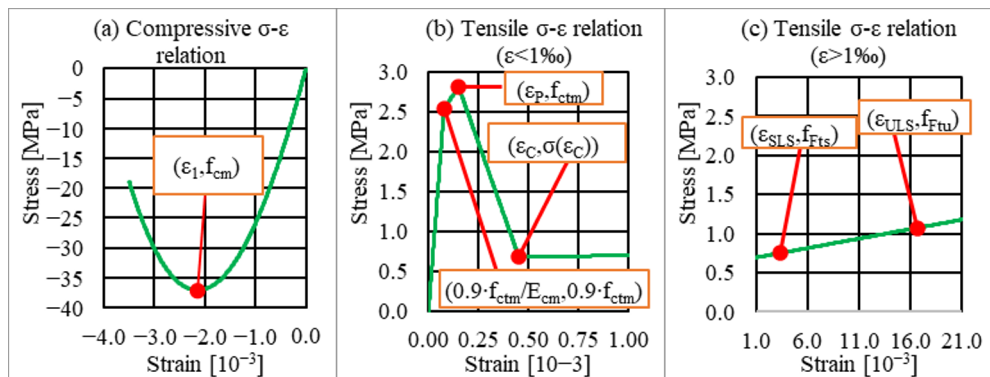 (a) Compressive σ-ε
relation
0
−5
−10
−15
−20
−25
−30
−35
−40
Stress [MPa]
(ε₁,fcm)
−4.0 −3.0 −2.0 −1.0 0.0
Strain [10⁻³]
(b) Tensile σ-ε relation
(ε<1‰)
3.0
2.5
2.0
1.5
1.0
0.5
0.0
Stress [MPa]
(εP,fctm)
(εC,σ(εC))
(0.9·fctm/Ecm,0.9·fctm)
0.00 0.25 0.50 0.75 1.00
Strain [10−3]
(c) Tensile σ-ε relation
(ε>1‰)
3.0
2.5
2.0
1.5
1.0
0.5
0.0
Stress [MPa]
(εSLS,fFts)
(εULS,fFtu)
1.0 6.0 11.0 16.0 21.0
Strain [10⁻³]